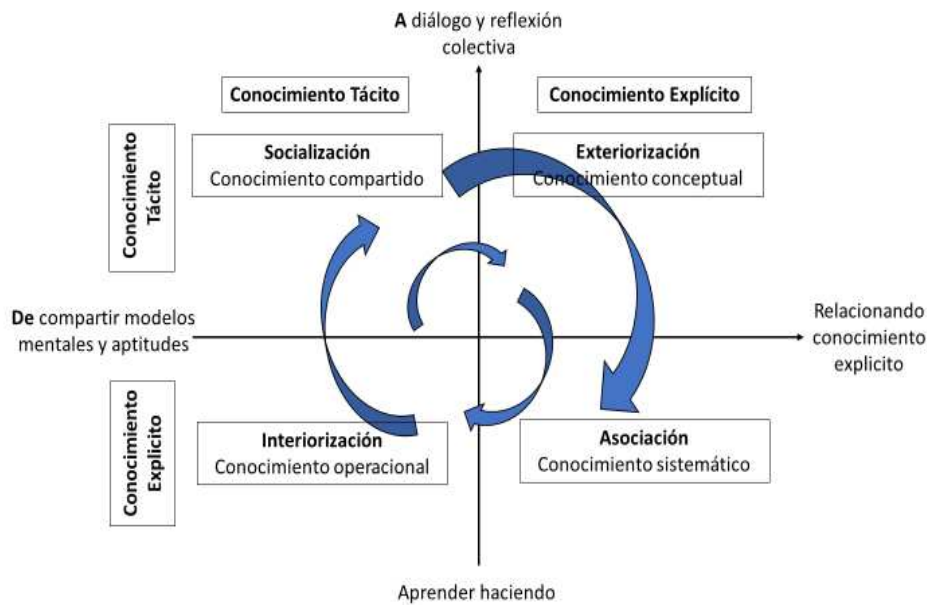 A diálogo y reflexión
colectiva
Conocimiento Tácito
Conocimiento Explícito
Conocimiento
Tácito
Socialización
Conocimiento compartido
Exteriorización
Conocimiento conceptual
De compartir modelos
mentales y aptitudes
Relacionando
conocimiento
explicito
Conocimiento
Explicito
Interiorización
Conocimiento operacional
Asociación
Conocimiento sistemático
Aprender haciendo